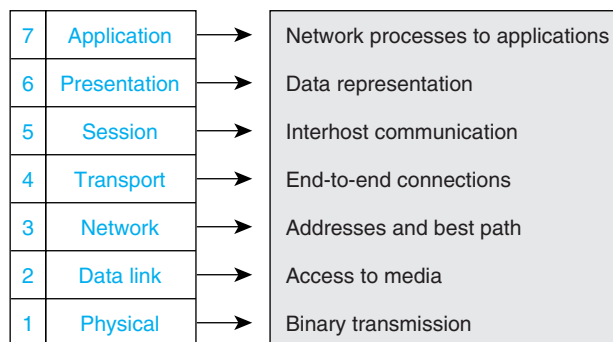 7 Application Network processes to applications
6 Presentation Data representation
5 Session Interhost communication
4 Transport End-to-end connections
3 Network Addresses and best path
2 Data link Access to media
1 Physical Binary transmission